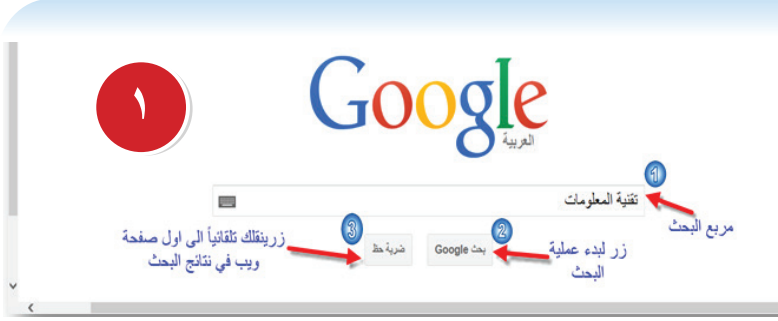 ١
Google
العربية
1
تقنية المعلومات
مربع البحث
2
بحث Google
زر لبدء عملية
البحث
3
ضربة حظ
زرينقلك تلقائياً الى اول صفحة
ويب في نتائج البحث